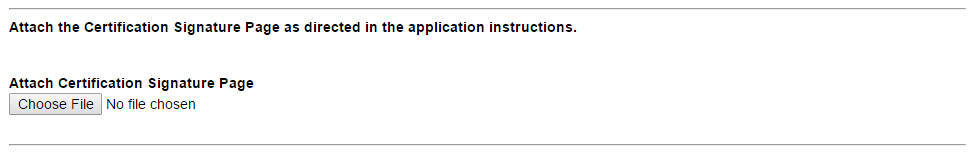 Attach the Certification Signature Page as directed in the application instructions.
Attach Certification Signature Page
Choose File No file chosen